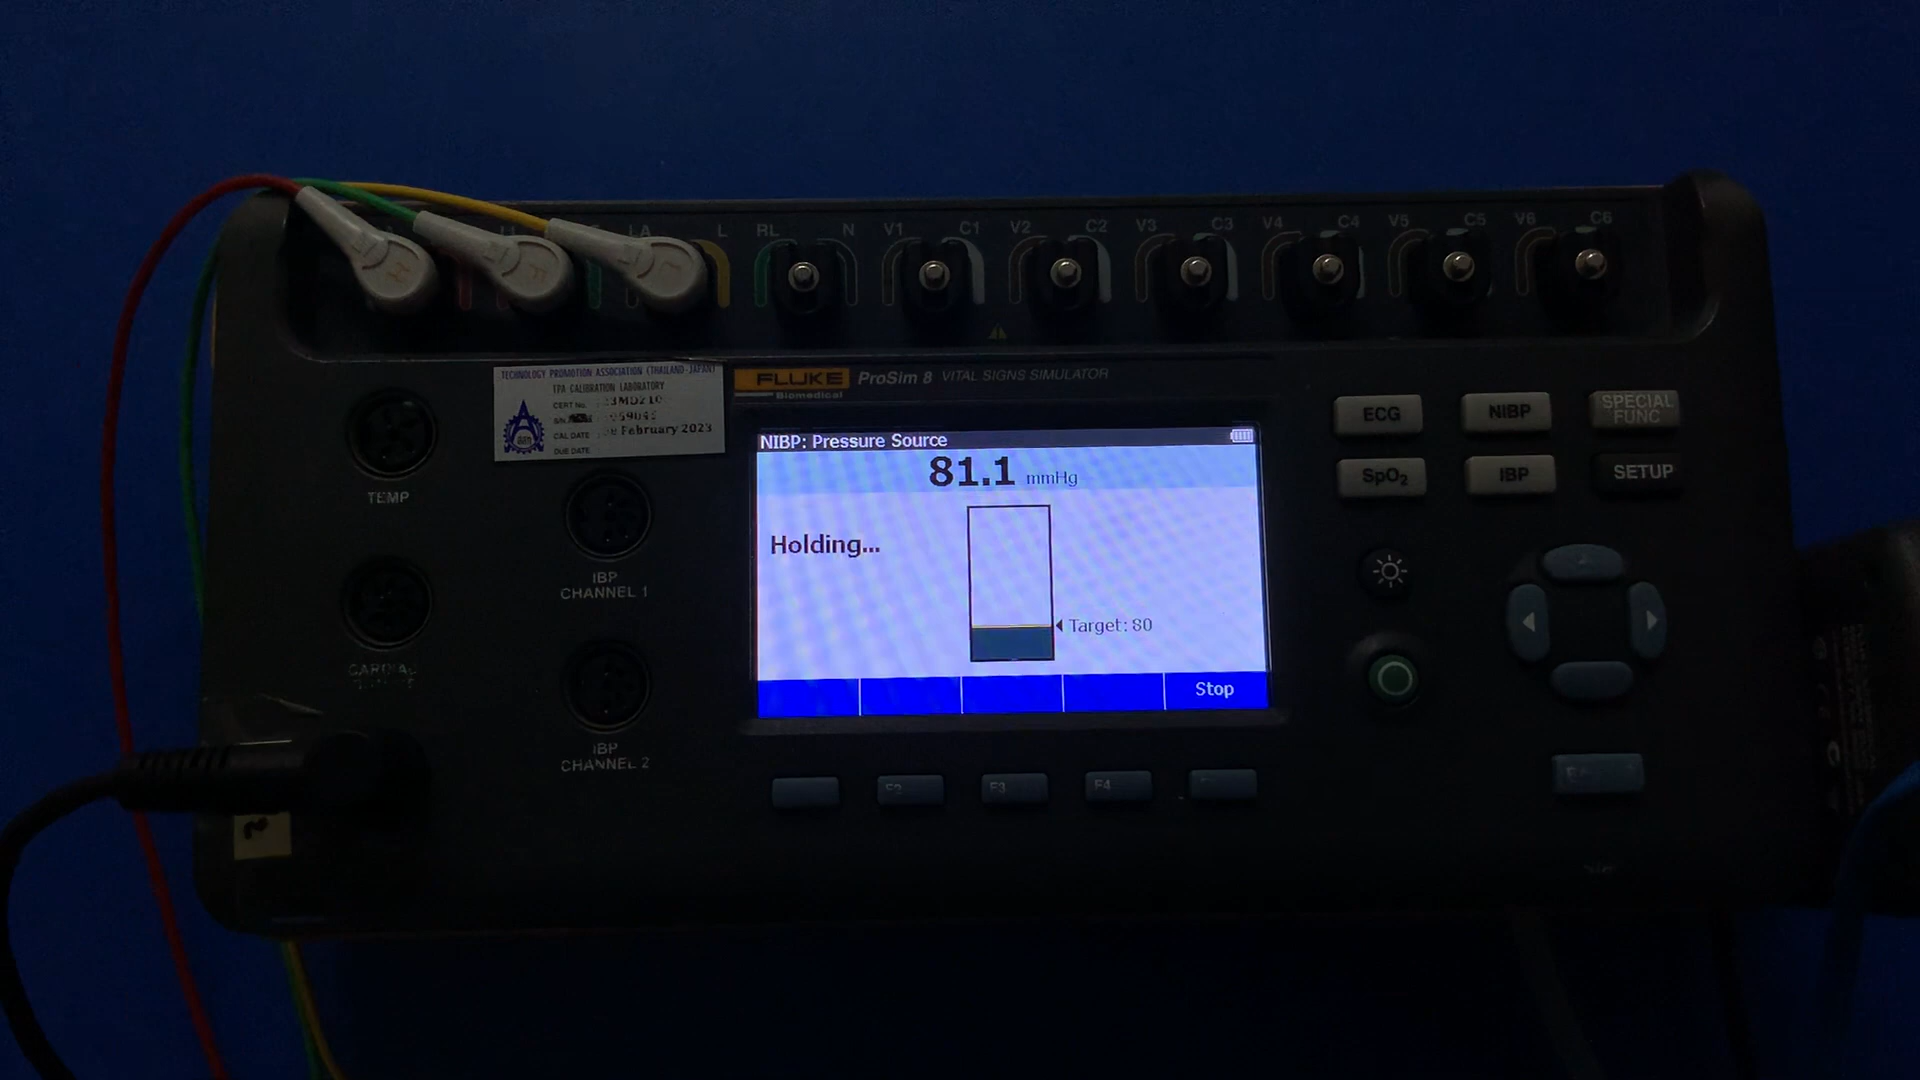 LA L RL N V1 C1 V2 C2 V3 C3 V4 C4 V5 C5 V6 C6
H F L
TECHNOLOGY PROMOTION ASSOCIATION (THAILAND-JAPAN)
TPA CALIBRATION LABORATORY
CERT No. :
S/N
CAL DATE : February 2023
DUE DATE
FLUKE ProSim 8 VITAL SIGNS SIMULATOR
Biomedical
NIBP: Pressure Source
81.1 mmHg
Holding...
Target: 80
Stop
ECG NIBP SPECIAL FUNC
SpO2 IBP SETUP
TEMP
IBP
CHANNEL 1
IBP
CHANNEL 2
F2 F3 F4